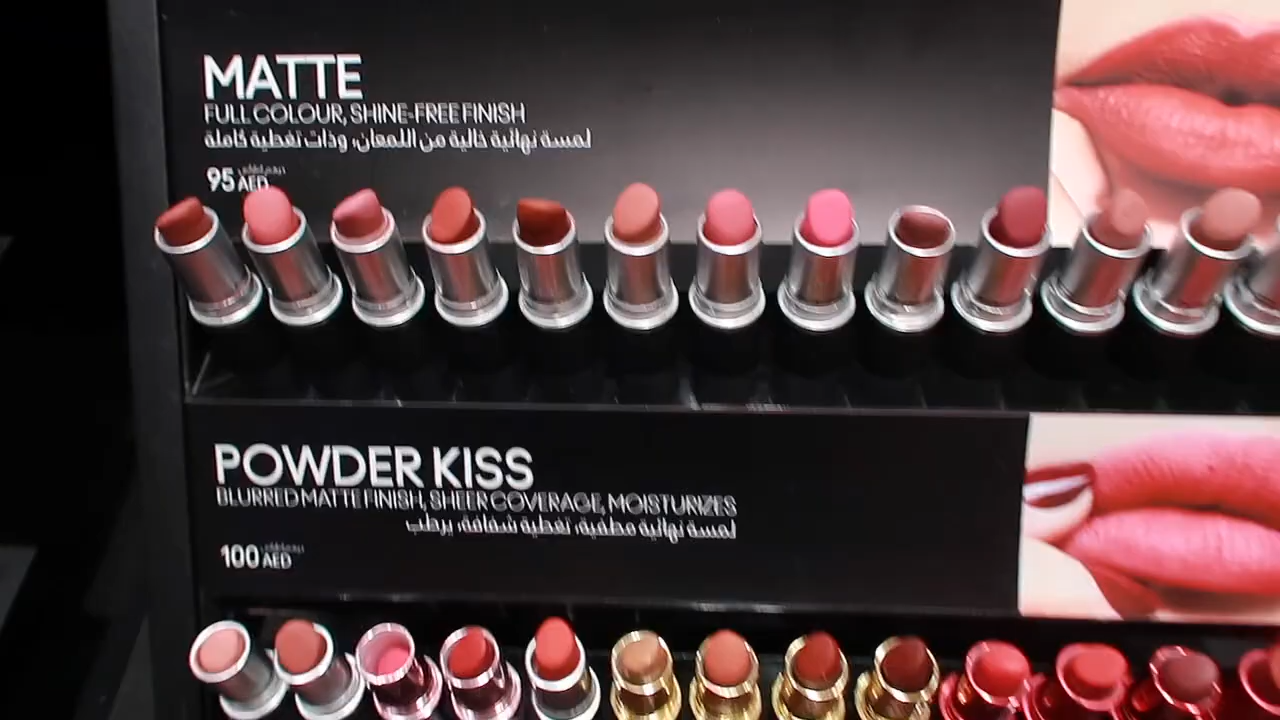 MATTE
FULL COLOUR, SHINE-FREE FINISH
لمسة نهائية خالية من اللمعان، وذات تغطية كاملة
95 AED
POWDER KISS
BLURRED MATTE FINISH, SHEER COVERAGE, MOISTURIZES
لمسة نهائية مطفية، تغطية شفافة، يرطب
100 AED